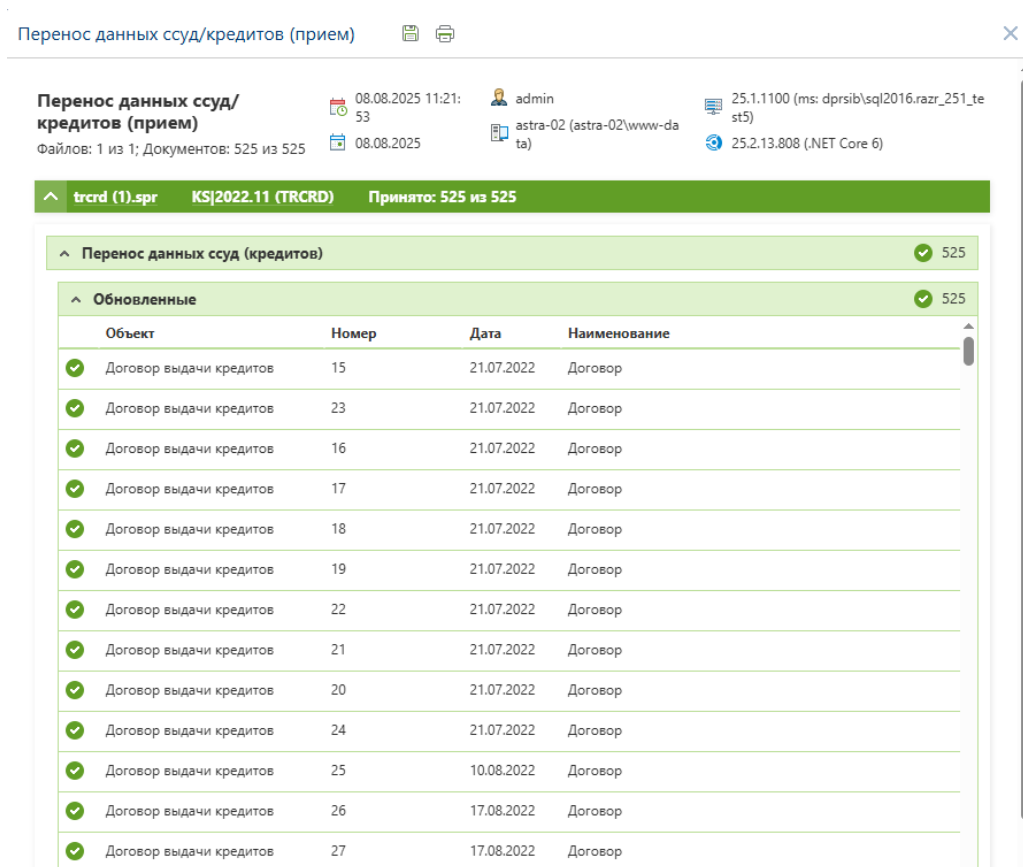 Перенос данных ссуд/кредитов (прием)
Перенос данных ссуд/
кредитов (прием)
Файлов: 1 из 1; Документов: 525 из 525
08.08.2025 11:21:
53
08.08.2025
admin
astra-02 (astra-02\www-da
ta)
25.1.1100 (ms: dprsib\sql2016.razr_251_te
st5)
25.2.13.808 (.NET Core 6)
trcrd (1).spr KS|2022.11 (TRCRD) Принято: 525 из 525
Перенос данных ссуд (кредитов) 525
Обновленные 525
Объект Номер Дата Наименование
Договор выдачи кредитов 15 21.07.2022 Договор
Договор выдачи кредитов 23 21.07.2022 Договор
Договор выдачи кредитов 16 21.07.2022 Договор
Договор выдачи кредитов 17 21.07.2022 Договор
Договор выдачи кредитов 18 21.07.2022 Договор
Договор выдачи кредитов 19 21.07.2022 Договор
Договор выдачи кредитов 22 21.07.2022 Договор
Договор выдачи кредитов 21 21.07.2022 Договор
Договор выдачи кредитов 20 21.07.2022 Договор
Договор выдачи кредитов 24 21.07.2022 Договор
Договор выдачи кредитов 25 10.08.2022 Договор
Договор выдачи кредитов 26 17.08.2022 Договор
Договор выдачи кредитов 27 17.08.2022 Договор